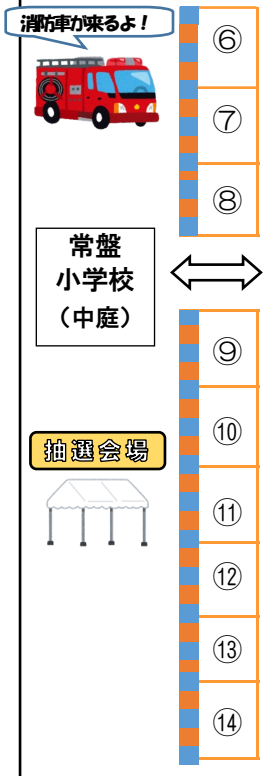 消防車が来るよ！
⑥
⑦
⑧
常盤
小学校
（中庭）
⑨
⑩
抽選会場
⑪
⑫
⑬
⑭